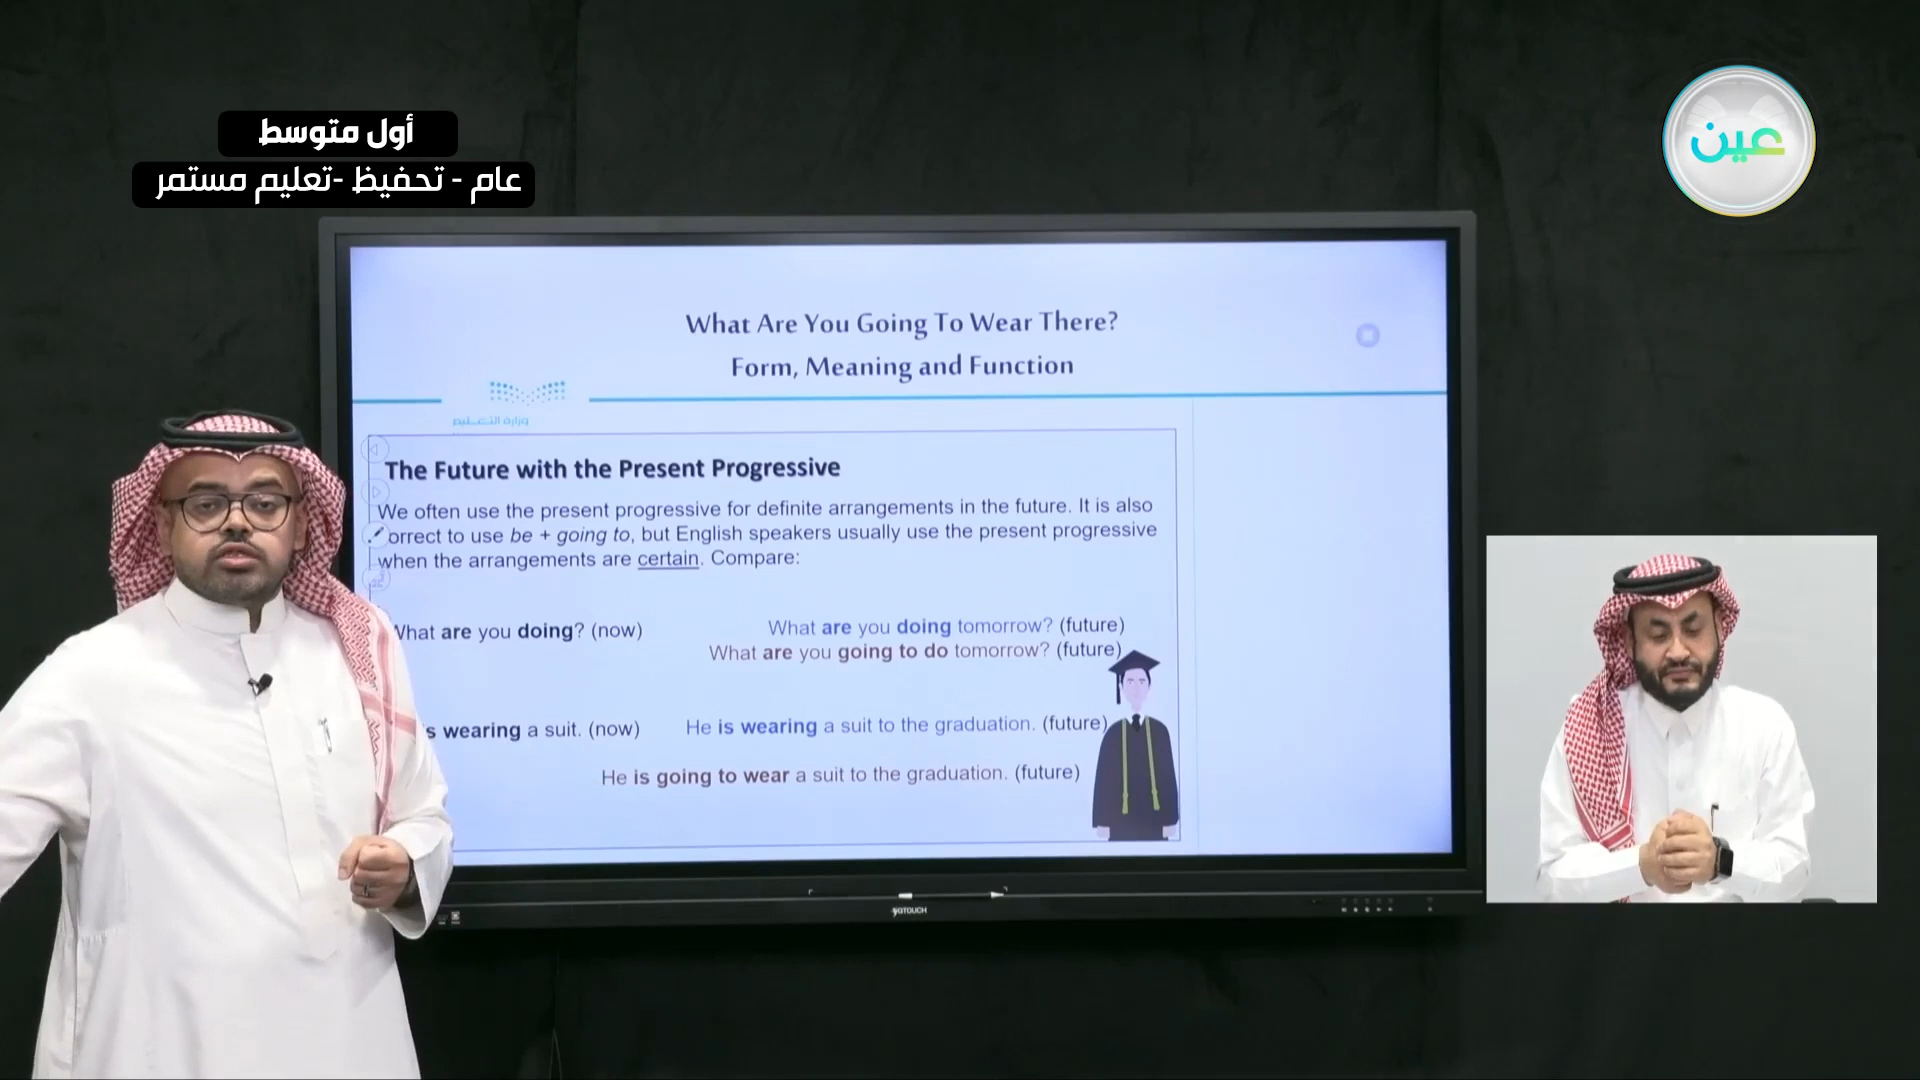 أول متوسط
عام - تحفيظ -تعليم مستمر
عين
What Are You Going To Wear There?
Form, Meaning and Function
وزارة التعليم
The Future with the Present Progressive
We often use the present progressive for definite arrangements in the future. It is also
orrect to use be + going to, but English speakers usually use the present progressive
when the arrangements are certain. Compare:
What are you doing? (now)
What are you doing tomorrow? (future)
What are you going to do tomorrow? (future)
s wearing a suit. (now)
He is wearing a suit to the graduation. (future)
He is going to wear a suit to the graduation. (future)